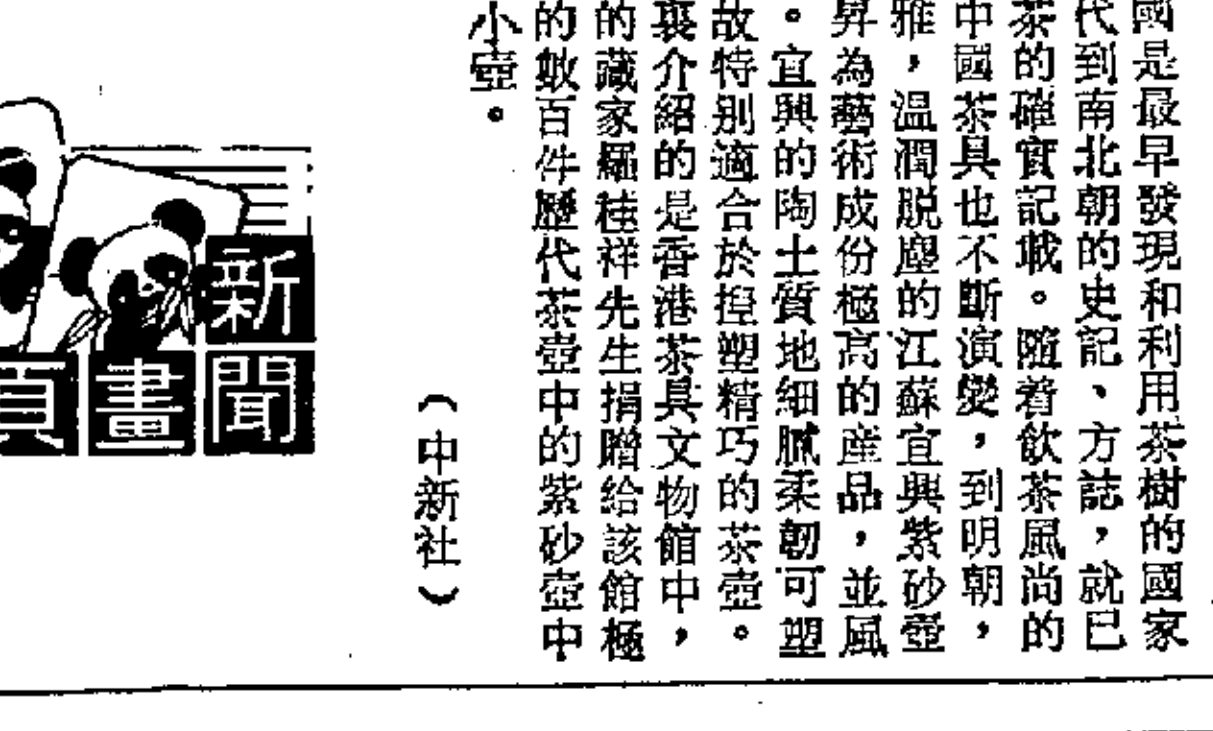 國是最早發現和利用茶樹的國家
代到南北朝的史記、方誌，就已
茶的確實記載。隨着飲茶風尚的
中國茶具也不斷演變，到明朝，
雅，温潤脱塵的江蘇宜興紫砂壺
昇為藝術成份極高的産品，並風
。宜興的陶土質地細膩柔韌可塑
故特别適合於揑塑精巧的茶壺。
裏介紹的是香港茶具文物館中，
的藏家羅桂祥先生捐贈給該館極
的數百件歷代茶壺中的紫砂壺中
小壺。
（中新社）
新聞
畫頁